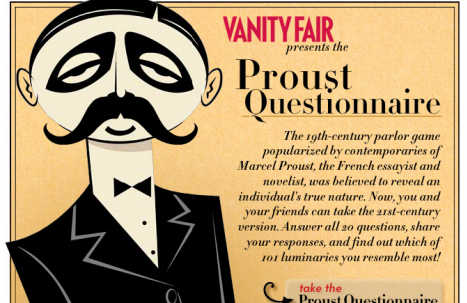 VANITY FAIR
presents the
Proust
Questionnaire
The 19th-century parlor game
popularized by contemporaries of
Marcel Proust, the French essayist and
novelist, was believed to reveal an
individual's true nature. Now, you and
your friends can take the 21st-century
version. Answer all 20 questions, share
your responses, and find out which of
101 luminaries you resemble most!
take the
Proust Questionnaire